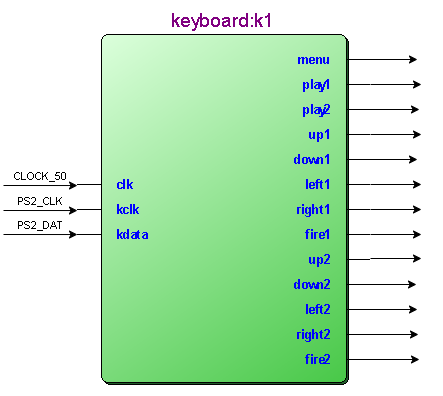 keyboard:k1
menu
play1
play2
up1
down1
CLOCK_50 clk left1
PS2_CLK kclk right1
PS2_DAT kdata fire1
up2
down2
left2
right2
fire2